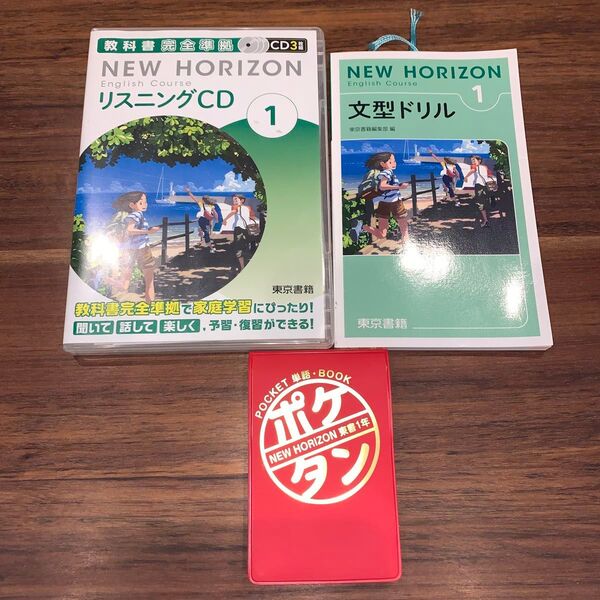 教科書完全準拠 CD3枚組
NEW HORIZON
English Course
リスニングCD
1
東京書籍
教科書完全準拠で家庭学習にぴったり!
聞いて 話して 楽しく、予習・復習ができる!
NEW HORIZON
English Course
1
文型ドリル
東京書籍編集部 編
東京書籍
POCKET 単語・BOOK
ポケ
NEW HORIZON 東書1年
タン